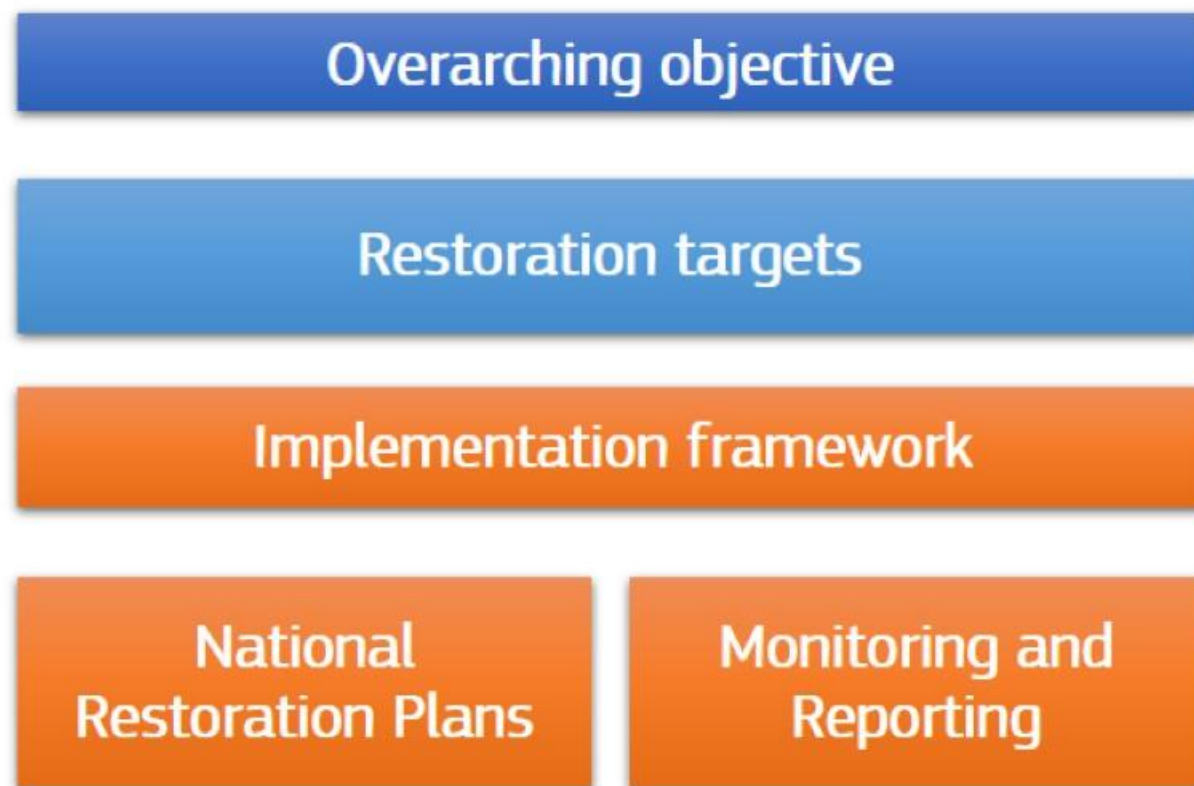 Overarching objective
Restoration targets
Implementation framework
National
Restoration Plans
Monitoring and
Reporting